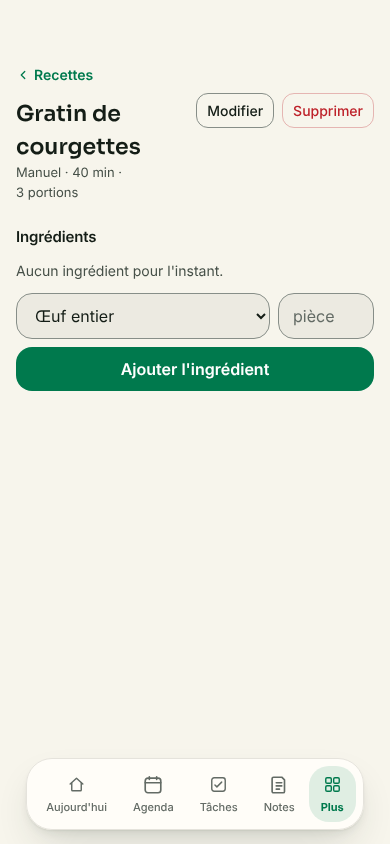 Recettes
Gratin de
courgettes
Modifier
Supprimer
Manuel · 40 min ·
3 portions
Ingrédients
Aucun ingrédient pour l'instant.
Œuf entier
pièce
Ajouter l'ingrédient
Aujourd'hui
Agenda
Tâches
Notes
Plus